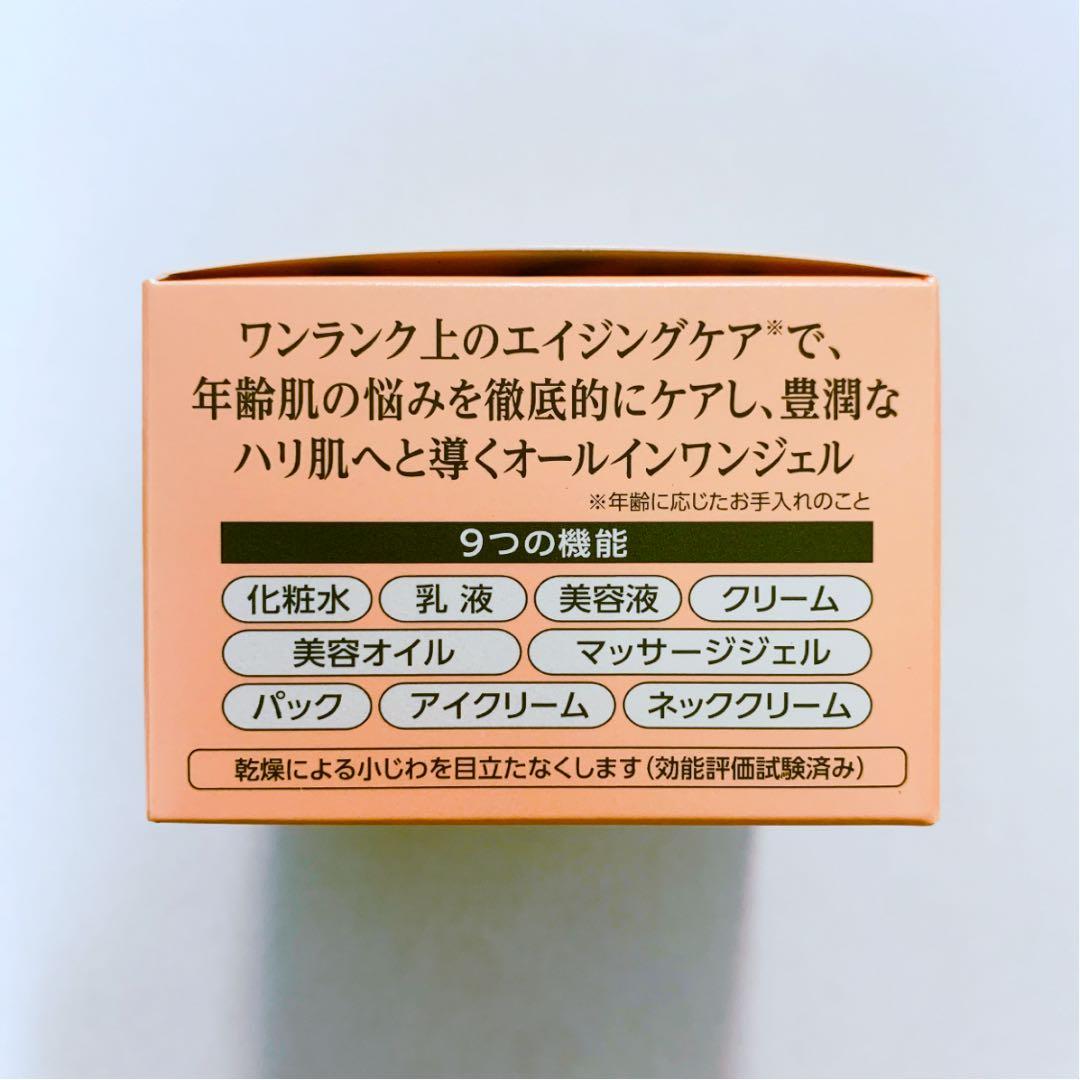 ワンランク上のエイジングケア※で、
年齢肌の悩みを徹底的にケアし、豊潤な
ハリ肌へと導くオールインワンジェル
※年齢に応じたお手入れのこと
9つの機能
化粧水 乳液 美容液 クリーム
美容オイル マッサージジェル
パック アイクリーム ネッククリーム
乾燥による小じわを目立たなくします(効能評価試験済み)